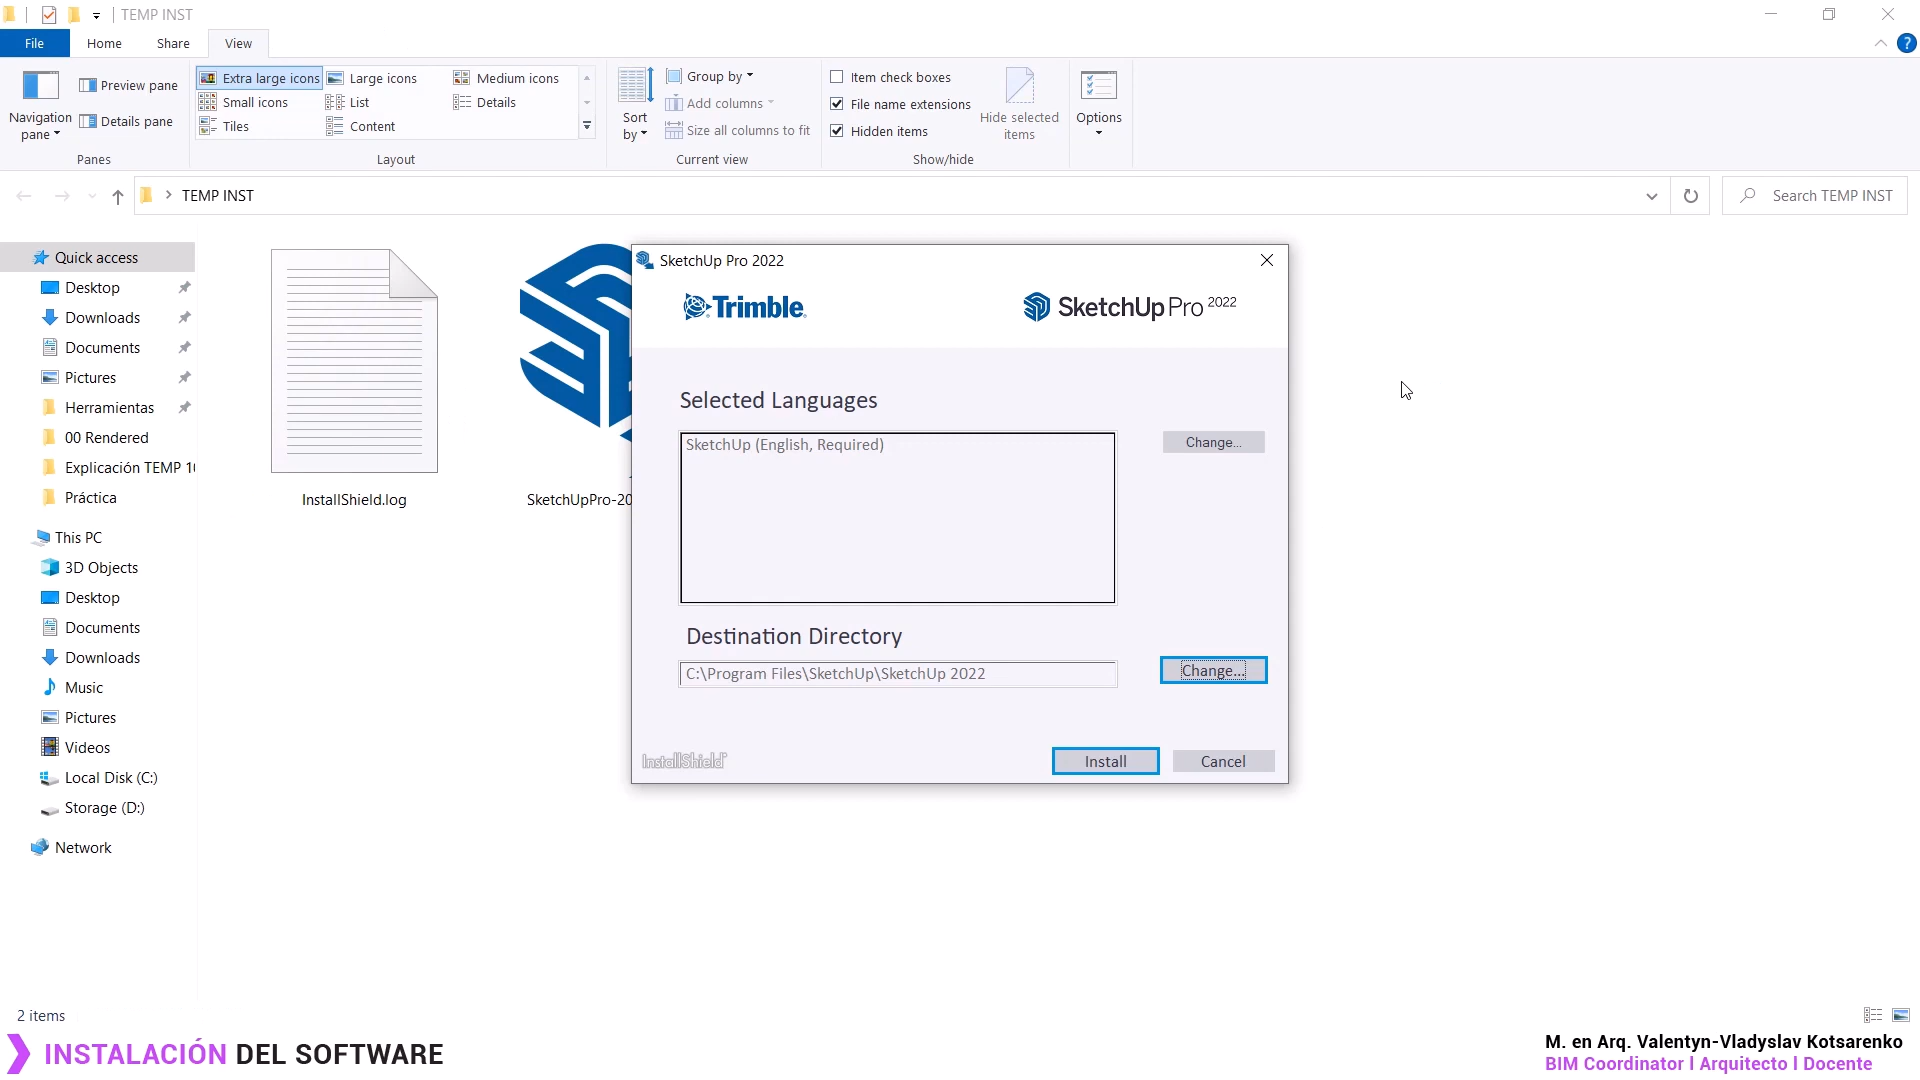 TEMP INST
File
Home
Share
View
Navigation
pane
Preview pane
Details pane
Panes
Extra large icons
Large icons
Medium icons
Small icons
List
Details
Tiles
Content
Layout
Sort
by
Group by
Add columns
Size all columns to fit
Current view
Item check boxes
File name extensions
Hidden items
Hide selected
items
Show/hide
Options
TEMP INST
Search TEMP INST
Quick access
Desktop
Downloads
Documents
Pictures
Herramientas
00 Rendered
Explicación TEMP
Práctica
This PC
3D Objects
Desktop
Documents
Downloads
Music
Pictures
Videos
Local Disk (C:)
Storage (D:)
Network
InstallShield.log
SketchUpPro-20
SketchUp Pro 2022
Trimble
SketchUp Pro 2022
Selected Languages
SketchUp (English, Required)
Change...
Destination Directory
C:\Program Files\SketchUp\SketchUp 2022
Change...
InstallShield
Install
Cancel
2 items
INSTALACIÓN DEL SOFTWARE
M. en Arq. Valentyn-Vladyslav Kotsarenko
BIM Coordinator l Arquitecto l Docente